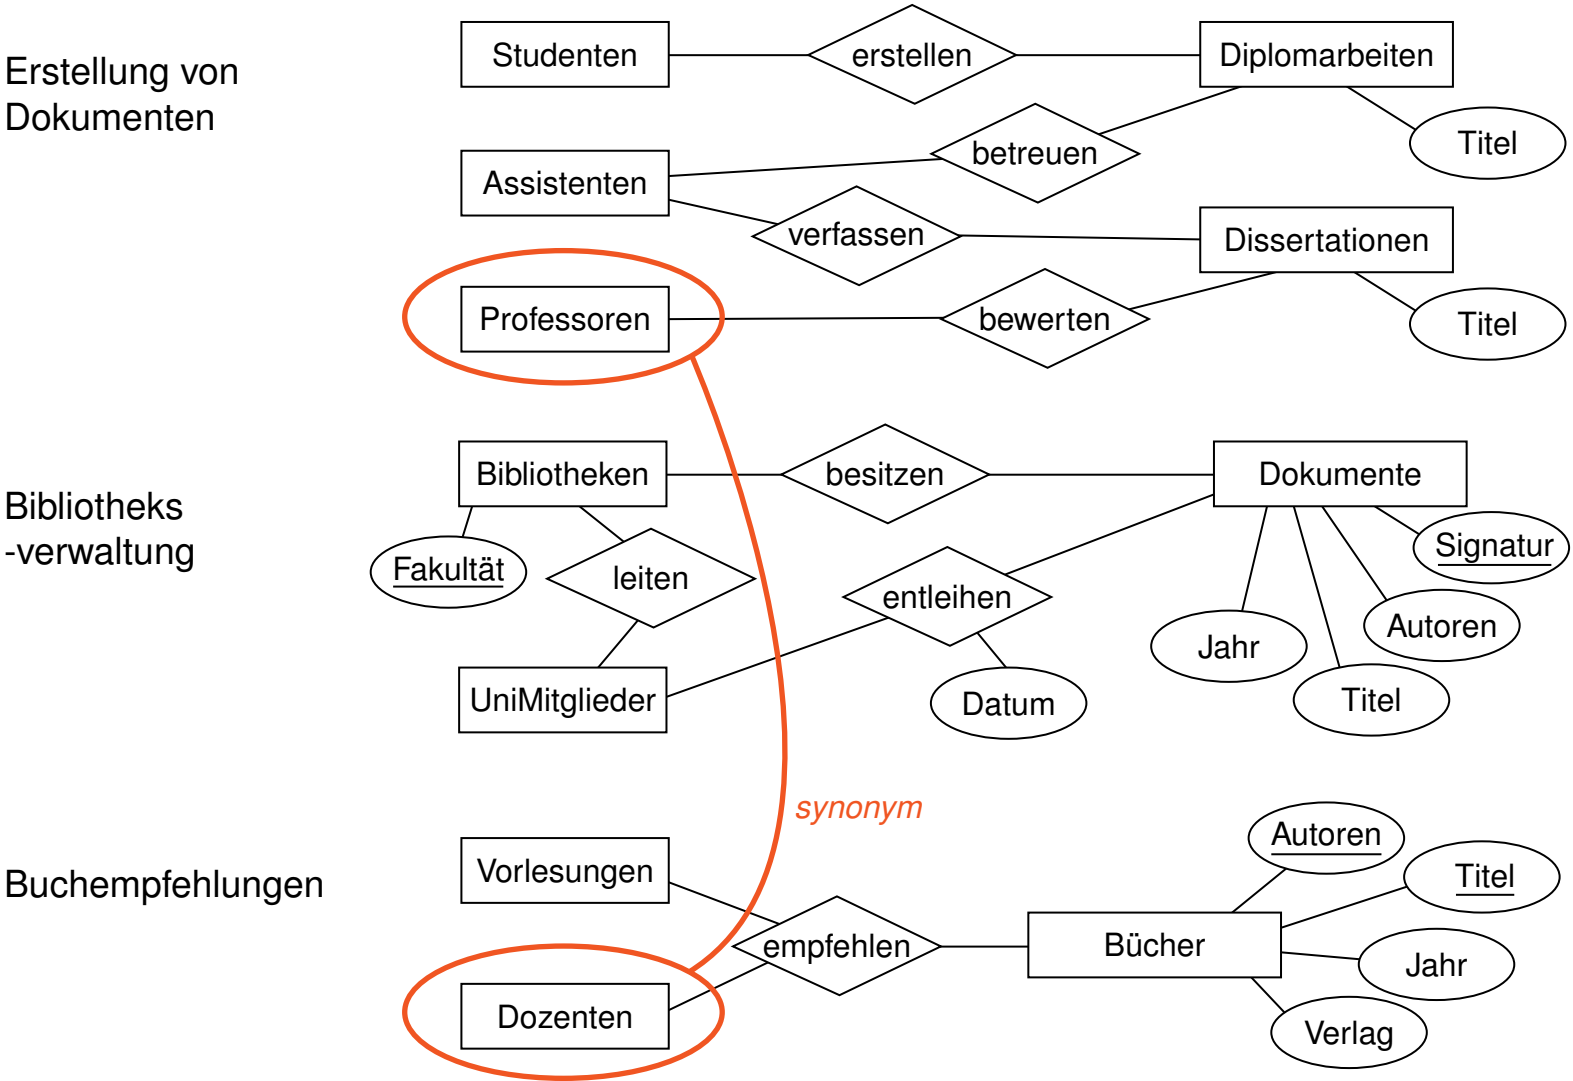 Erstellung von
Dokumenten
Studenten
erstellen
Diplomarbeiten
Titel
Assistenten
betreuen
verfassen
Dissertationen
Titel
Professoren
bewerten
Bibliotheks
-verwaltung
Bibliotheken
besitzen
Dokumente
Fakultät
leiten
entleihen
Signatur
Autoren
Jahr
Titel
UniMitglieder
Datum
synonym
Buchempfehlungen
Vorlesungen
empfehlen
Dozenten
Bücher
Autoren
Titel
Jahr
Verlag